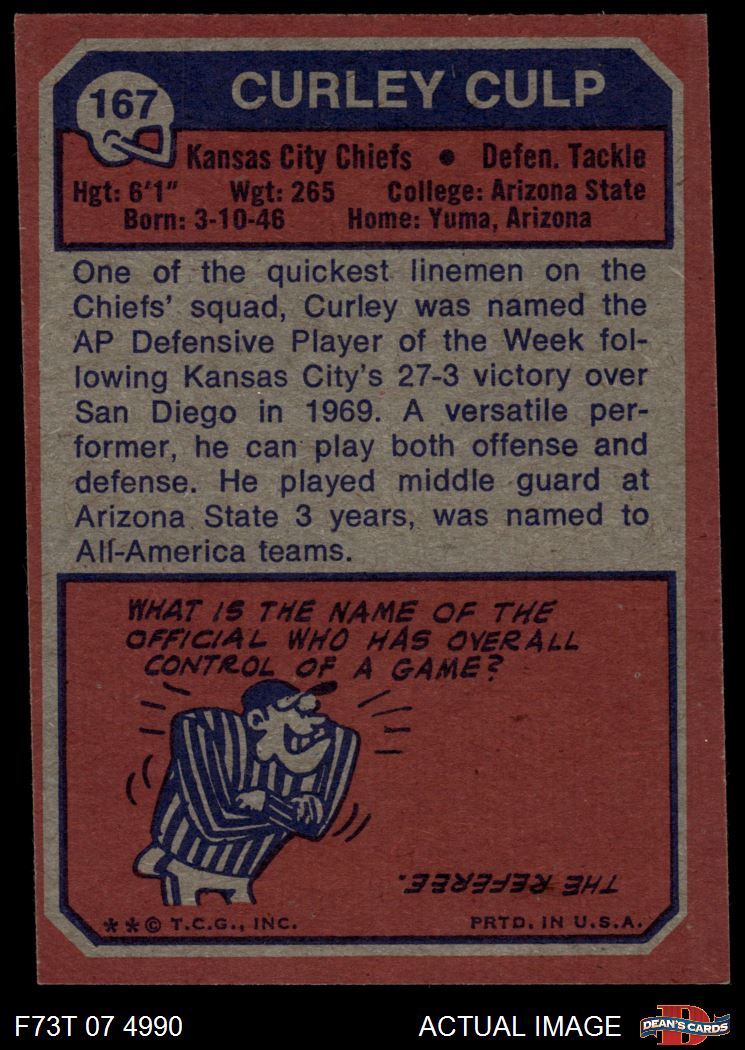 167
CURLEY CULP
Kansas City Chiefs • Defen. Tackle
Hgt: 6'1" Wgt: 265 College: Arizona State
Born: 3-10-46 Home: Yuma, Arizona
One of the quickest linemen on the
Chiefs' squad, Curley was named the
AP Defensive Player of the Week fol-
lowing Kansas City's 27-3 victory over
San Diego in 1969. A versatile per-
former, he can play both offense and
defense. He played middle guard at
Arizona State 3 years, was named to
All-America teams.
WHAT IS THE NAME OF THE
OFFICIAL WHO HAS OVERALL
CONTROL OF A GAME?
THE REFEREE.
** © T.C.G., INC. PRTD. IN U.S.A.
F73T 07 4990 ACTUAL IMAGE DEAN'S CARDS